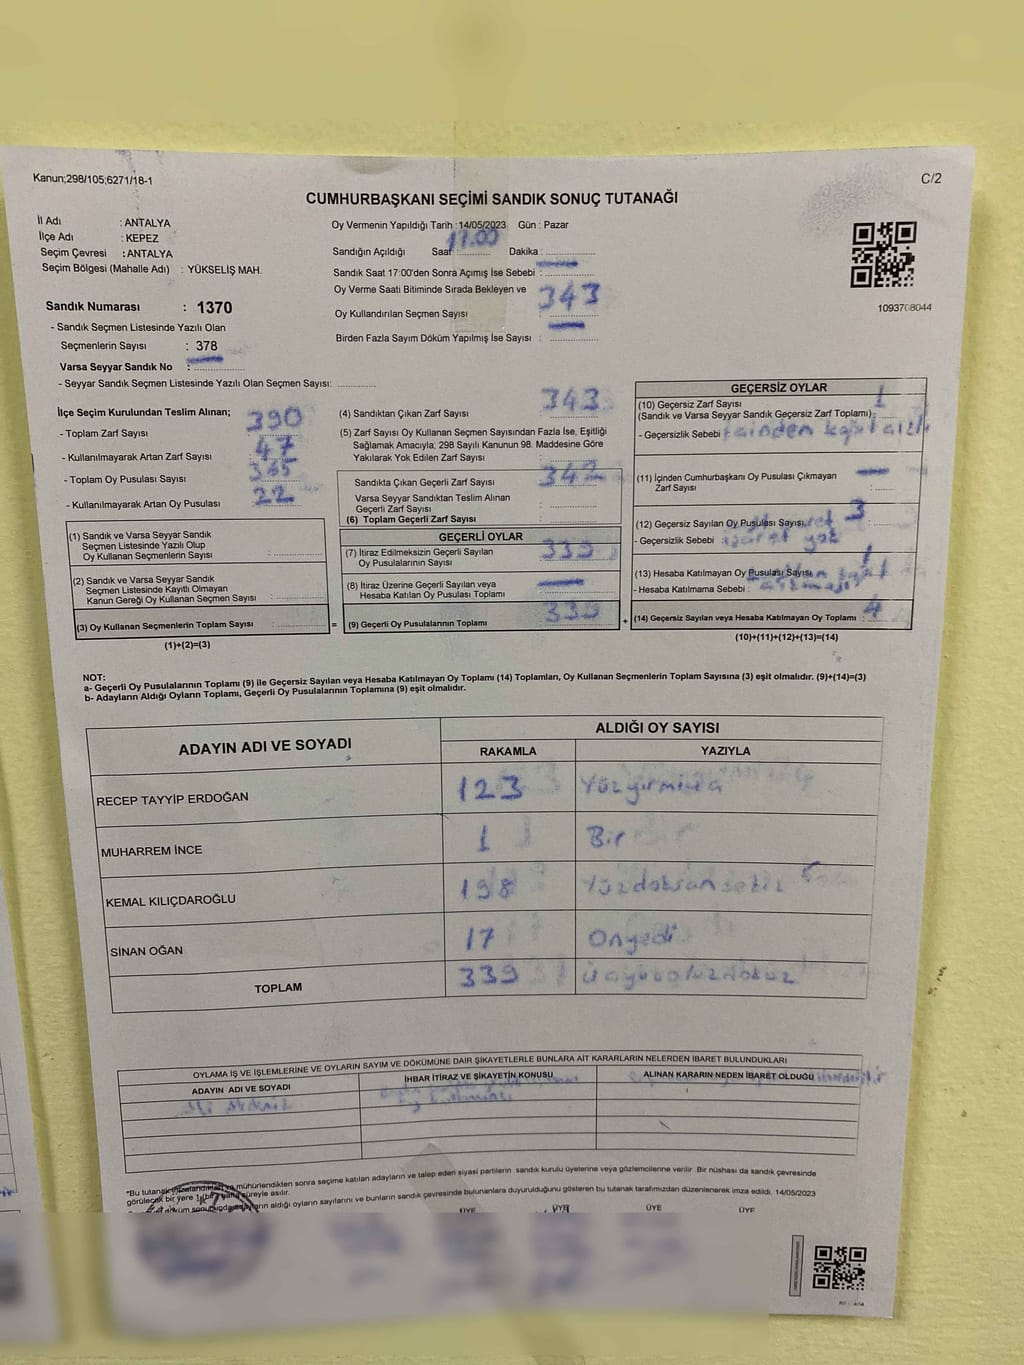 Kanun;298/105;6271/18-1
C/2
CUMHURBAŞKANI SEÇİMİ SANDIK SONUÇ TUTANAĞI
İl Adı : ANTALYA
İlçe Adı : KEPEZ
Seçim Çevresi : ANTALYA
Seçim Bölgesi (Mahalle Adı) : YÜKSELİŞ MAH.
Sandık Numarası : 1370
- Sandık Seçmen Listesinde Yazılı Olan
Seçmenlerin Sayısı : 378
Varsa Seyyar Sandık No :
- Seyyar Sandık Seçmen Listesinde Yazılı Olan Seçmen Sayısı:
Oy Vermenin Yapıldığı Tarih : 14/05/2023 Gün : Pazar
Sandığın Açıldığı Saat : 17.00 Dakika :
Sandık Saat 17:00'den Sonra Açımış İse Sebebi :
Oy Verme Saati Bitiminde Sırada Bekleyen ve
Oy Kullandırılan Seçmen Sayısı : 343
Birden Fazla Sayım Döküm Yapılmış İse Sayısı :
1093708044
İlçe Seçim Kurulundan Teslim Alınan;
- Toplam Zarf Sayısı : 390
- Kullanılmayarak Artan Zarf Sayısı : 47
- Toplam Oy Pusulası Sayısı
- Kullanılmayarak Artan Oy Pusulası : 22
(1) Sandık ve Varsa Seyyar Sandık
Seçmen Listesinde Yazılı Olup
Oy Kullanan Seçmenlerin Sayısı :
(2) Sandık ve Varsa Seyyar Sandık
Seçmen Listesinde Kayıtlı Olmayan
Kanun Gereği Oy Kullanan Seçmen Sayısı :
(3) Oy Kullanan Seçmenlerin Toplam Sayısı :
(1)+(2)=(3)
(4) Sandıktan Çıkan Zarf Sayısı : 343
(5) Zarf Sayısı Oy Kullanan Seçmen Sayısından Fazla İse, Eşitliği
Sağlamak Amacıyla; 298 Sayılı Kanunun 98. Maddesine Göre
Yakılarak Yok Edilen Zarf Sayısı :
Sandıkta Çıkan Geçerli Zarf Sayısı : 342
Varsa Seyyar Sandıktan Teslim Alınan
Geçerli Zarf Sayısı :
(6) Toplam Geçerli Zarf Sayısı :
GEÇERLİ OYLAR
(7) İtiraz Edilmeksizin Geçerli Sayılan
Oy Pusulalarının Sayısı : 339
(8) İtiraz Üzerine Geçerli Sayılan veya
Hesaba Katılan Oy Pusulası Toplamı :
= (9) Geçerli Oy Pusulalarının Toplamı : 339 +
GEÇERSİZ OYLAR
(10) Geçersiz Zarf Sayısı
(Sandık ve Varsa Seyyar Sandık Geçersiz Zarf Toplamı) : 1
- Geçersizlik Sebebi :
(11) İçinden Cumhurbaşkanı Oy Pusulası Çıkmayan
Zarf Sayısı :
(12) Geçersiz Sayılan Oy Pusulası Sayısı : 3
- Geçersizlik Sebebi : yok
(13) Hesaba Katılmayan Oy Pusulası Sayısı : 1
- Hesaba Katılmama Sebebi :
(14) Geçersiz Sayılan veya Hesaba Katılmayan Oy Toplamı : 4
(10)+(11)+(12)+(13)=(14)
NOT:
a- Geçerli Oy Pusulalarının Toplamı (9) ile Geçersiz Sayılan veya Hesaba Katılmayan Oy Toplamı (14) Toplamları, Oy Kullanan Seçmenlerin Toplam Sayısına (3) eşit olmalıdır. (9)+(14)=(3)
b- Adayların Aldığı Oyların Toplamı, Geçerli Oy Pusulalarının Toplamına (9) eşit olmalıdır.
ADAYIN ADI VE SOYADI
ALDIĞI OY SAYISI
RAKAMLA YAZIYLA
RECEP TAYYİP ERDOĞAN 123
MUHARREM İNCE 1 Bir
KEMAL KILIÇDAROĞLU 198 Yüzdoksansekiz
SİNAN OĞAN 17 Onyedi
TOPLAM 339
OYLAMA İŞ VE İŞLEMLERİNE VE OYLARIN SAYIM VE DÖKÜMÜNE DAİR ŞİKAYETLERLE BUNLARA AİT KARARLARIN NELERDEN İBARET BULUNDUKLARI
ADAYIN ADI VE SOYADI İHBAR İTİRAZ VE ŞİKAYETİN KONUSU ALINAN KARARIN NEDEN İBARET OLDUĞU
*Bu tutanak mühürlendikten sonra seçime katılan adayların ve talep eden siyasi partilerin sandık kurulu üyelerine veya gözlemcilerine verilir. Bir nüshası da sandık çevresinde
görülecek bir yere süreyle asılır.
aldığı oyların sayılarını ve bunların sandık çevresinde bulunanlara duyurulduğunu gösteren bu tutanak tarafımızdan düzenlenerek imza edildi. 14/05/2023
ÜYE ÜYE ÜYE ÜYE